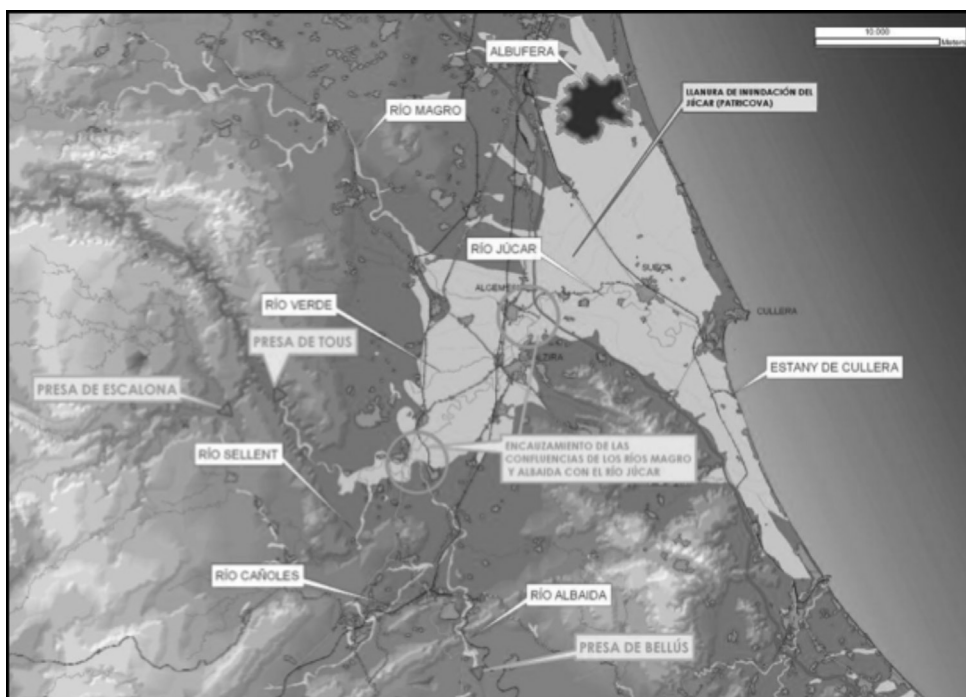 10.000
Meters
ALBUFERA
LLANURA DE INUNDACIÓN DEL
JÚCAR (PATRICOVA)
RÍO MAGRO
RÍO JÚCAR
SUECA
ALGEMESÍ
RÍO VERDE
CULLERA
PRESA DE TOUS
ALZIRA
ESTANY DE CULLERA
PRESA DE ESCALONA
ENCAUZAMIENTO DE LAS
CONFLUENCIAS DE LOS RÍOS MAGRO
Y ALBAIDA CON EL RÍO JÚCAR
RÍO SELLENT
RÍO CAÑOLES
RÍO ALBAIDA
PRESA DE BELLÚS